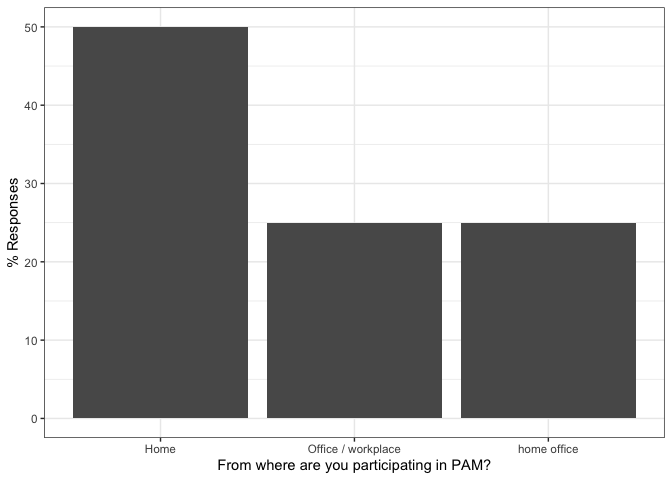 % Responses
50
40
30
20
10
0
Home
Office / workplace
home office
From where are you participating in PAM?